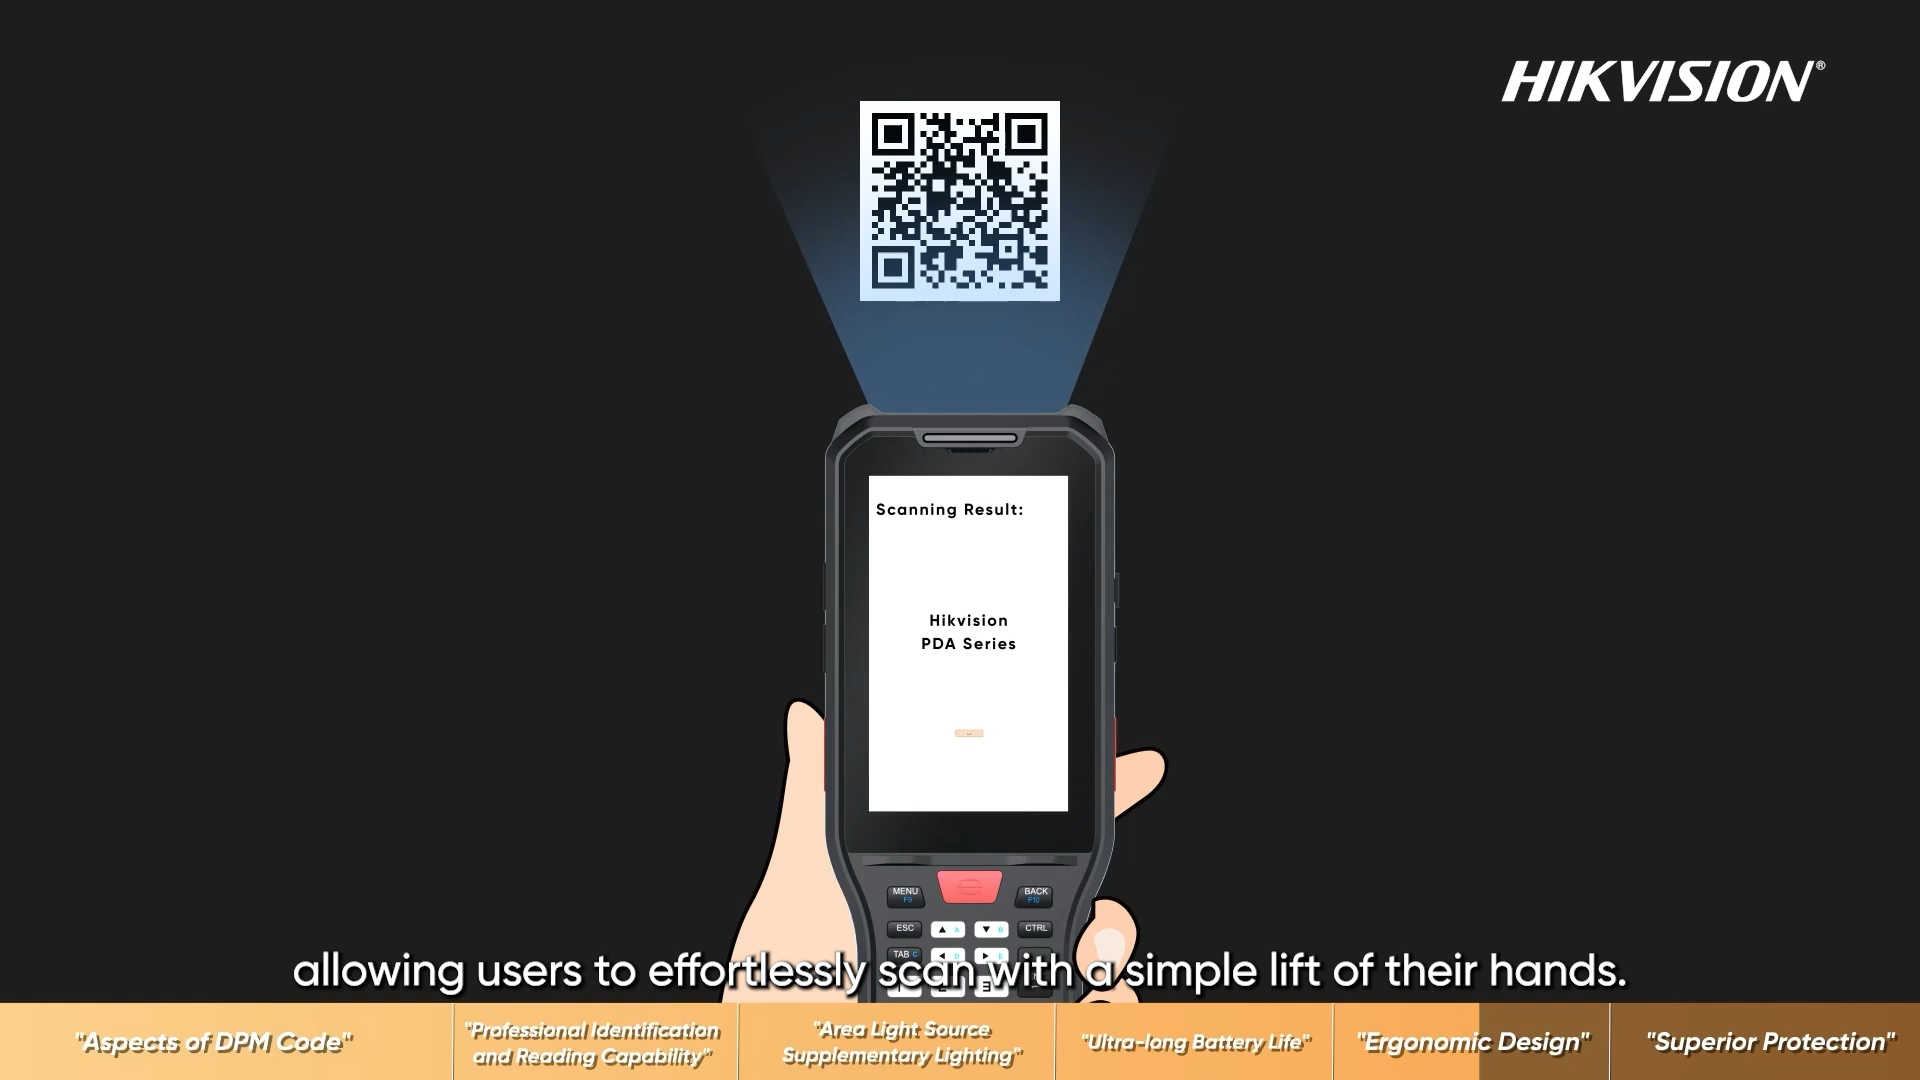 HIKVISION®
Scanning Result:
Hikvision
PDA Series
MENU
F9
BACK
F10
ESC
A
B
CTRL
TAB C
D
E
allowing users to effortlessly scan with a simple lift of their hands.
"Aspects of DPM Code"
"Professional Identification
and Reading Capability"
"Area Light Source
Supplementary Lighting"
"Ultra-long Battery Life"
"Ergonomic Design"
"Superior Protection"